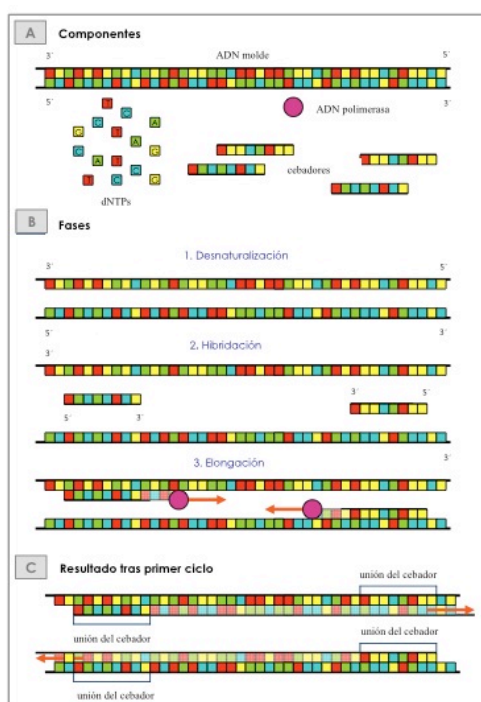 A Componentes
3´ ADN molde 5´
5´ 3´
ADN polimerasa
T
C C A
G T
C A G
A T
T C C G
dNTPs
cebadores
B Fases
1. Desnaturalización
3´ 5´
5´ 3´
2. Hibridación
3´ 5´
3´ 5´
5´ 3´
3. Elongación
3´
C Resultado tras primer ciclo
unión del cebador
unión del cebador
unión del cebador
unión del cebador